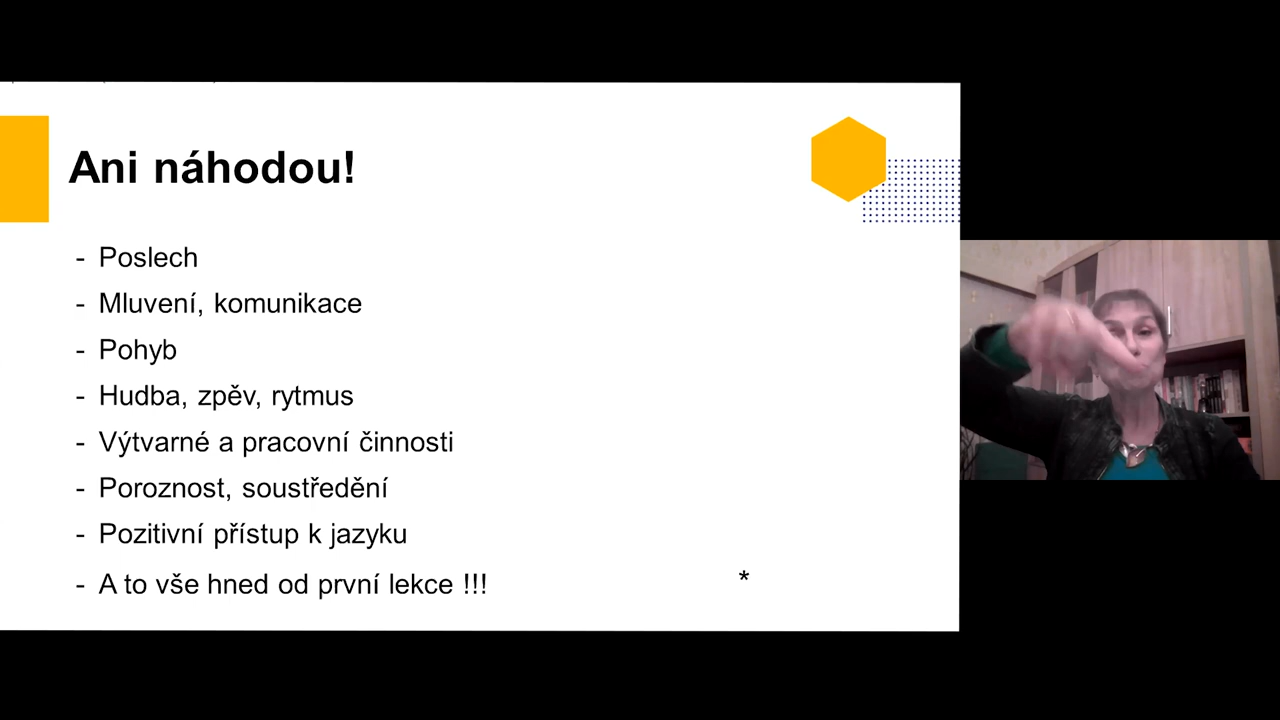 Ani náhodou!
- Poslech
- Mluvení, komunikace
- Pohyb
- Hudba, zpěv, rytmus
- Výtvarné a pracovní činnosti
- Poroznost, soustředění
- Pozitivní přístup k jazyku
- A to vše hned od první lekce !!!
*